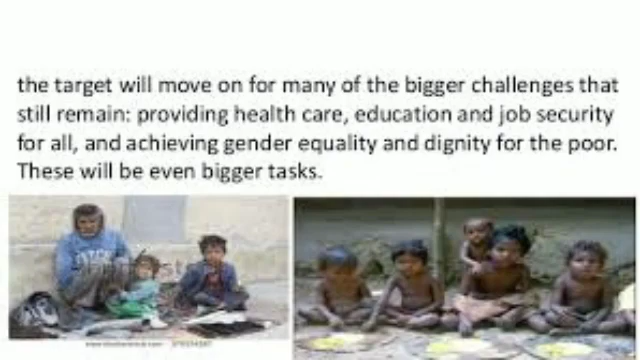 the target will move on for many of the bigger challenges that
still remain: providing health care, education and job security
for all, and achieving gender equality and dignity for the poor.
These will be even bigger tasks.